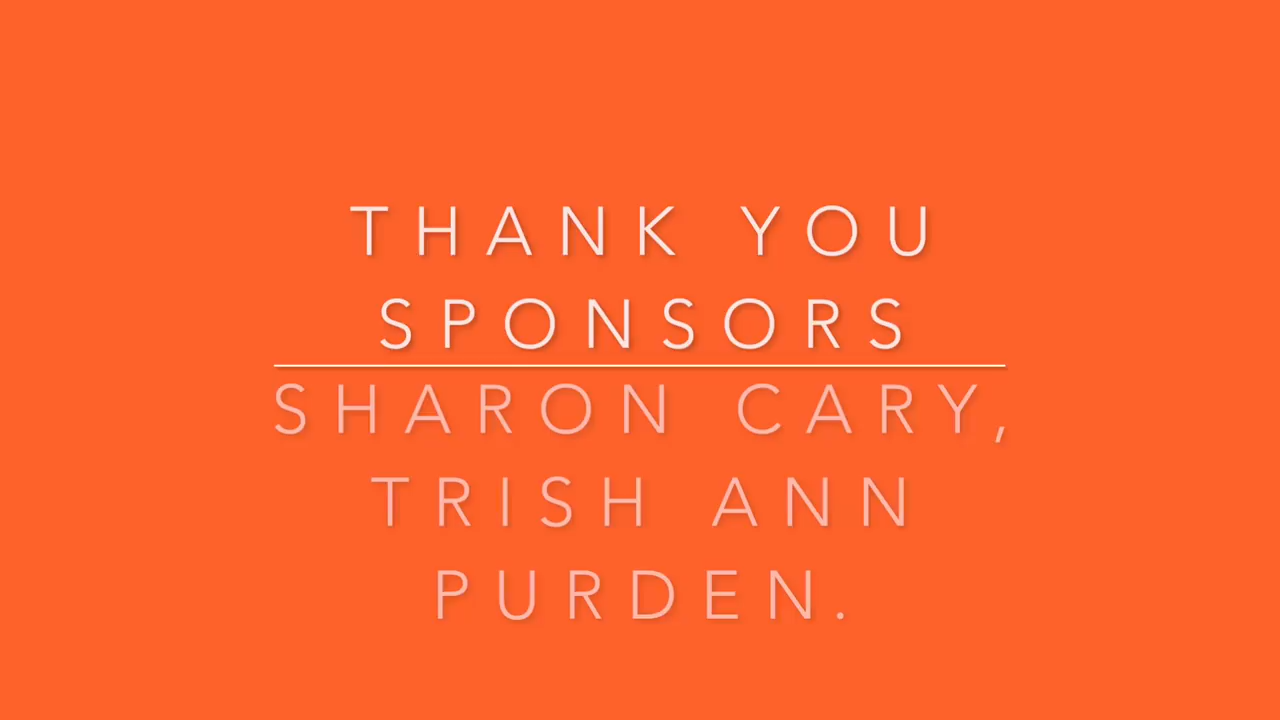 THANK YOU
SPONSORS
SHARON CARY,
TRISH ANN
PURDEN.